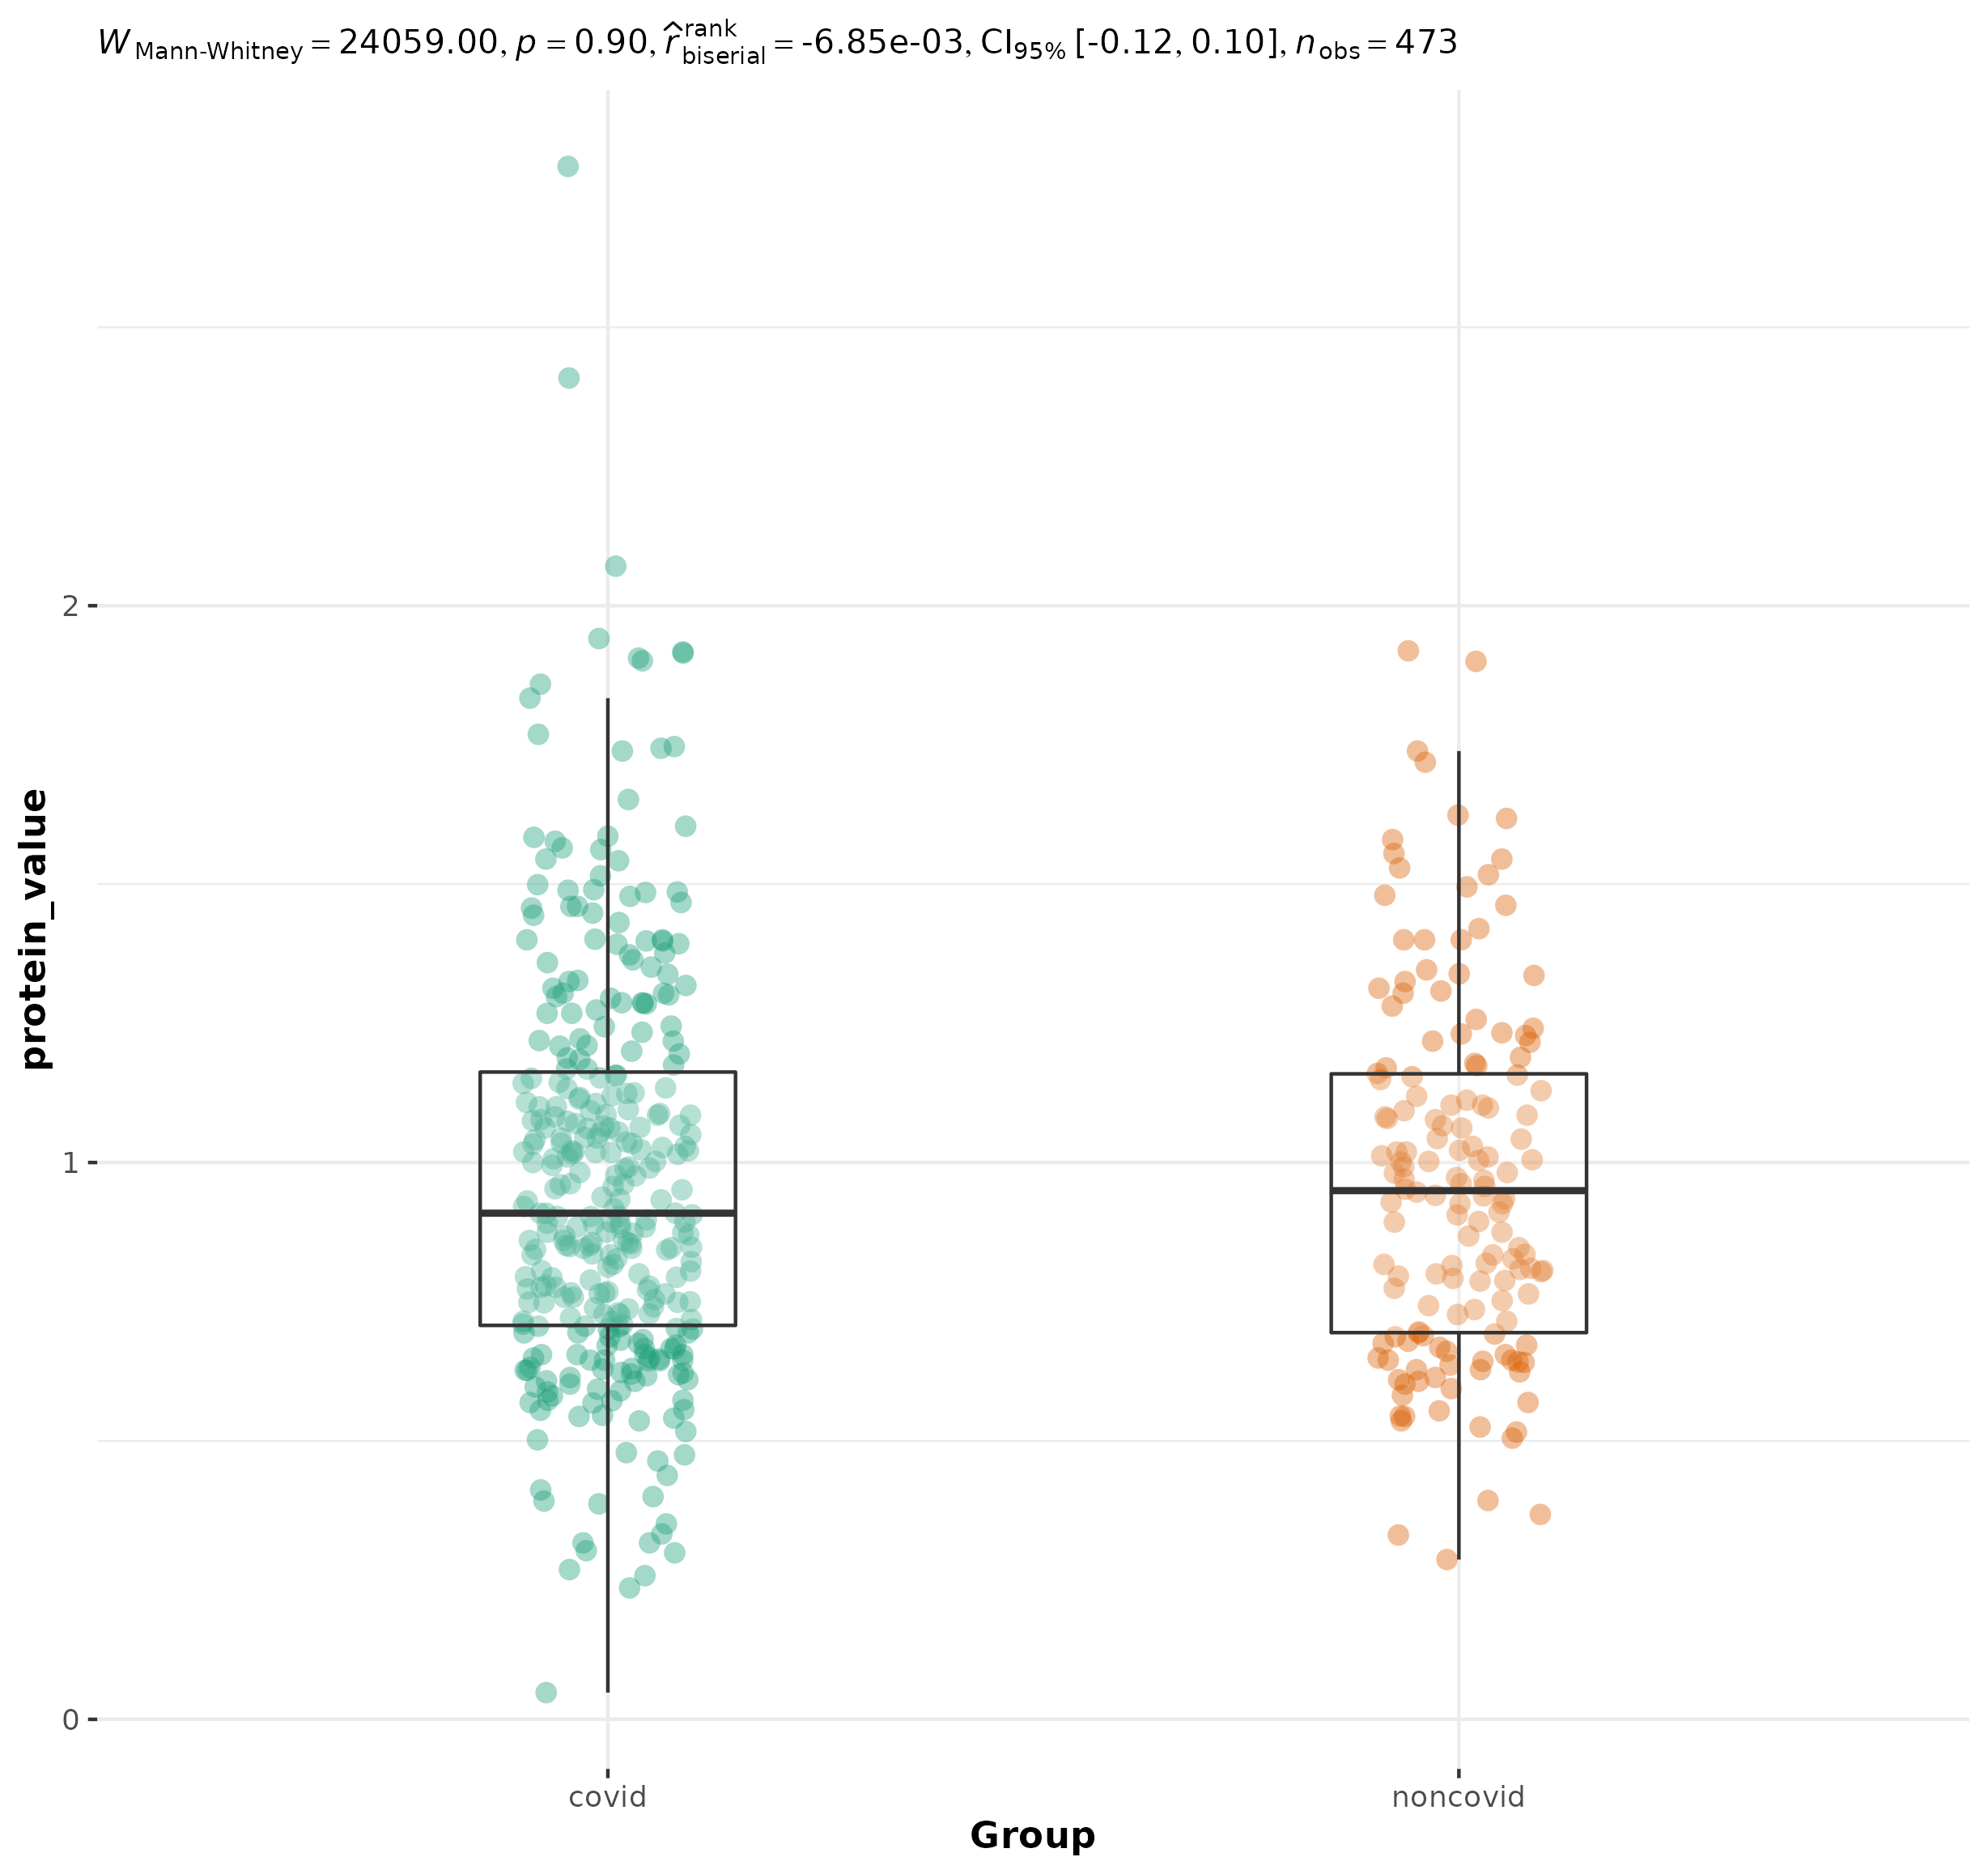 W Mann-Whitney = 24059.00, p = 0.90, r̂ rank biserial = -6.85e-03, CI95% [-0.12, 0.10], nobs = 473
protein_value
2
1
0
covid noncovid
Group